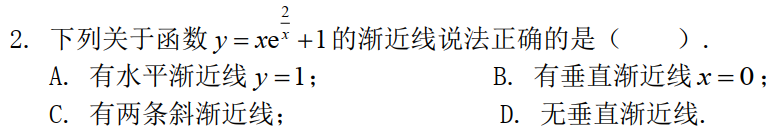 2. 下列关于函数 $y = x\mathrm{e}^{\frac{2}{x}} + 1$ 的渐近线说法正确的是（　　）.
A. 有水平渐近线 $y = 1$；　　B. 有垂直渐近线 $x = 0$；
C. 有两条斜渐近线；　　D. 无垂直渐近线.